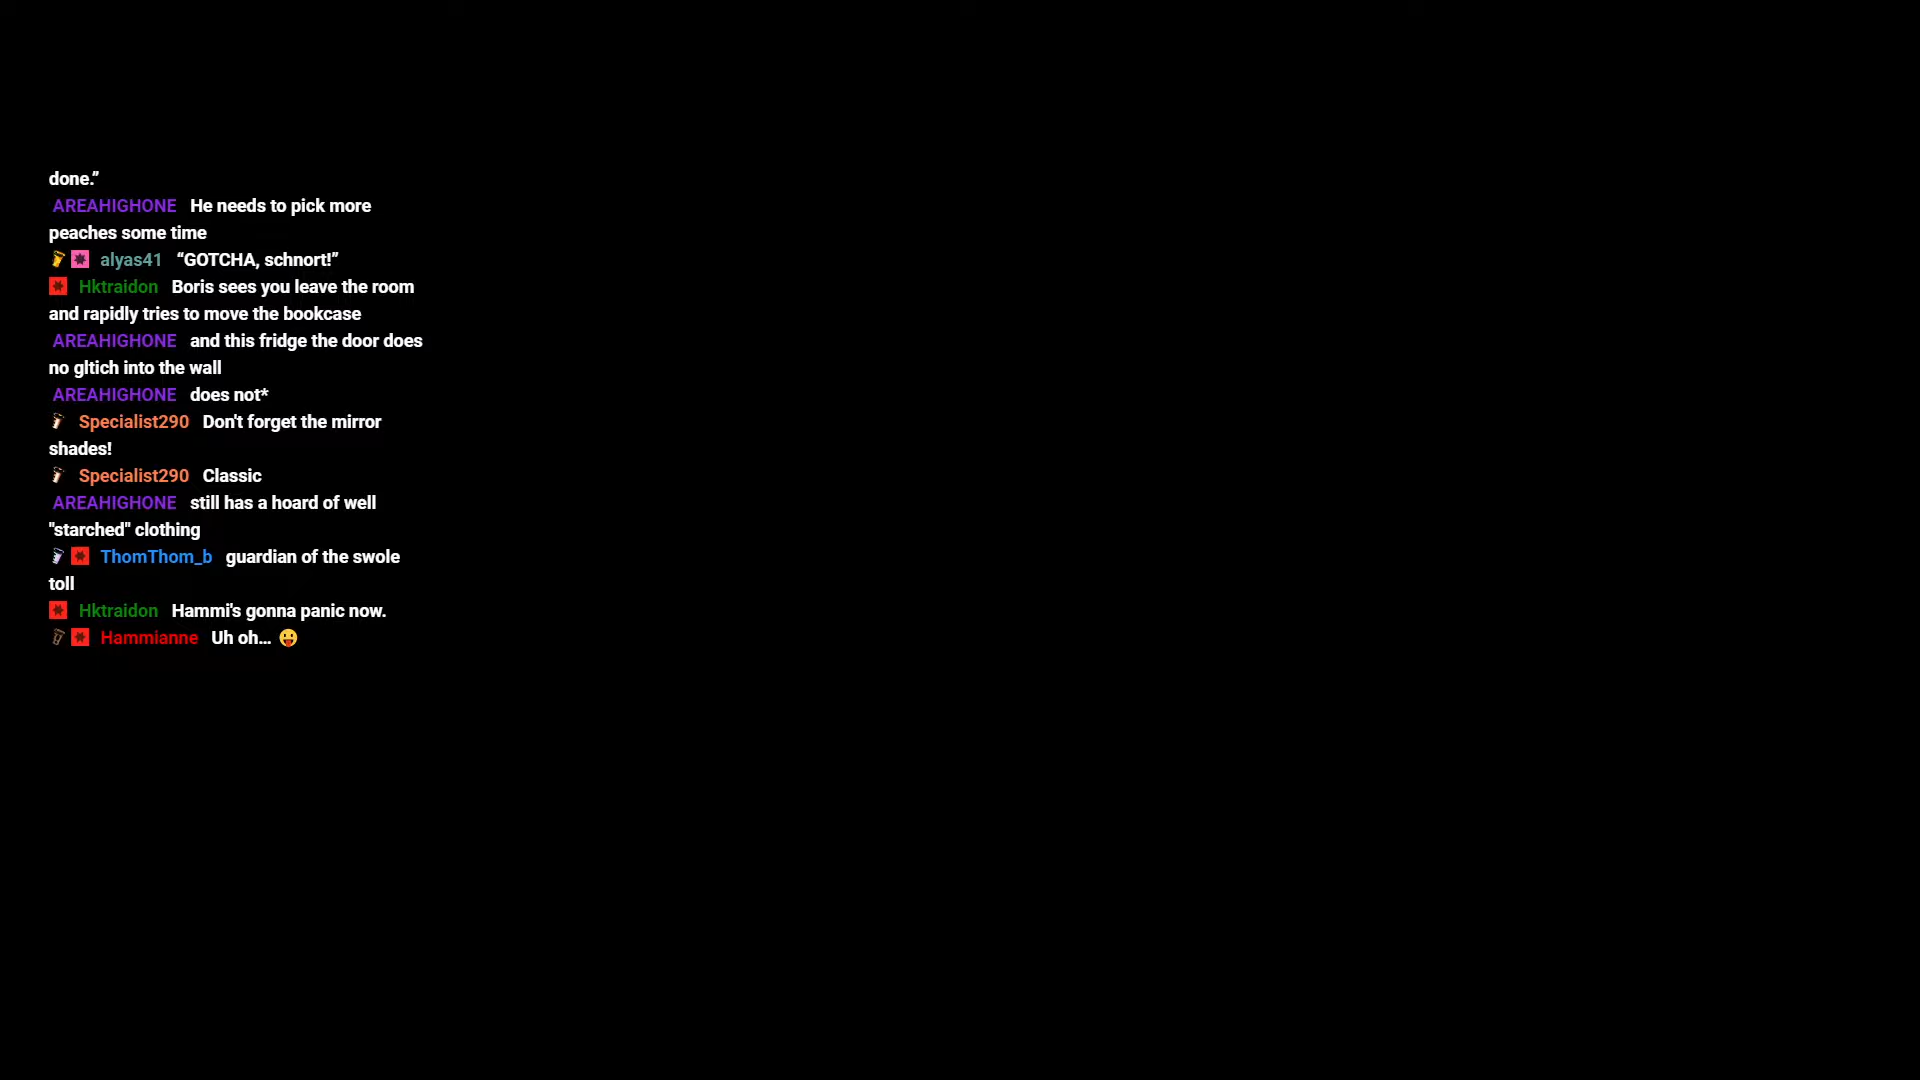 done.”
AREAHIGHONE He needs to pick more
peaches some time
alyas41 “GOTCHA, schnort!”
Hktraidon Boris sees you leave the room
and rapidly tries to move the bookcase
AREAHIGHONE and this fridge the door does
no gltich into the wall
AREAHIGHONE does not*
Specialist290 Don't forget the mirror
shades!
Specialist290 Classic
AREAHIGHONE still has a hoard of well
"starched" clothing
ThomThom_b guardian of the swole
toll
Hktraidon Hammi's gonna panic now.
Hammianne Uh oh... 😛